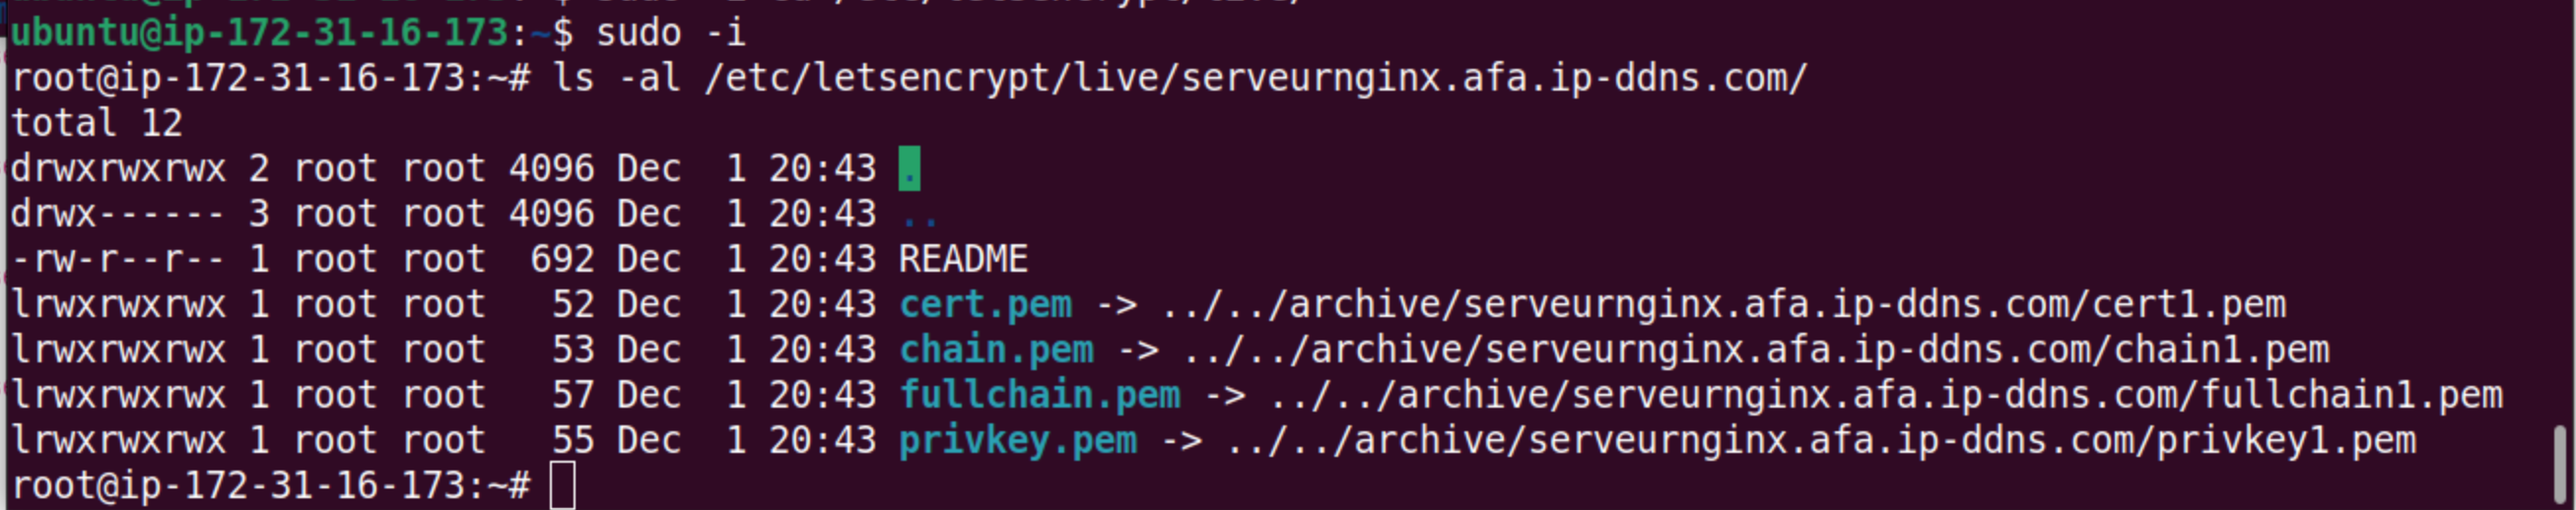 ubuntu@ip-172-31-16-173:~$ sudo -i
root@ip-172-31-16-173:~# ls -al /etc/letsencrypt/live/serveurnginx.afa.ip-ddns.com/
total 12
drwxrwxrwx 2 root root 4096 Dec  1 20:43 .
drwx------ 3 root root 4096 Dec  1 20:43 ..
-rw-r--r-- 1 root root  692 Dec  1 20:43 README
lrwxrwxrwx 1 root root   52 Dec  1 20:43 cert.pem -> ../../archive/serveurnginx.afa.ip-ddns.com/cert1.pem
lrwxrwxrwx 1 root root   53 Dec  1 20:43 chain.pem -> ../../archive/serveurnginx.afa.ip-ddns.com/chain1.pem
lrwxrwxrwx 1 root root   57 Dec  1 20:43 fullchain.pem -> ../../archive/serveurnginx.afa.ip-ddns.com/fullchain1.pem
lrwxrwxrwx 1 root root   55 Dec  1 20:43 privkey.pem -> ../../archive/serveurnginx.afa.ip-ddns.com/privkey1.pem
root@ip-172-31-16-173:~#